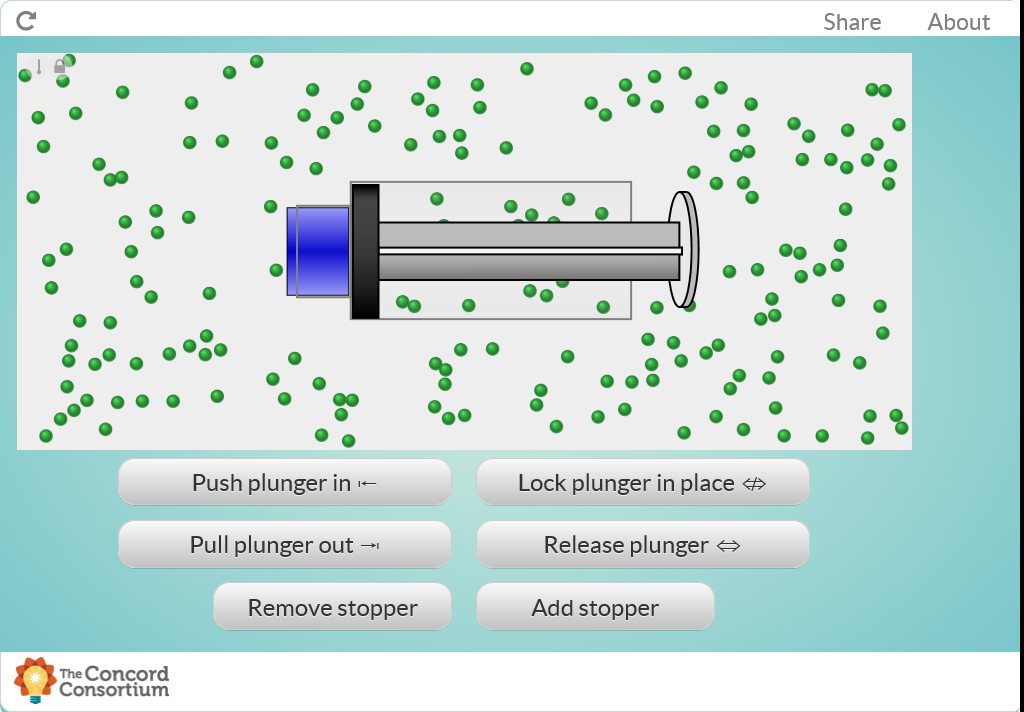 Share About
Push plunger in ⇤
Lock plunger in place ⇎
Pull plunger out ⇥
Release plunger ⇔
Remove stopper
Add stopper
The Concord
Consortium